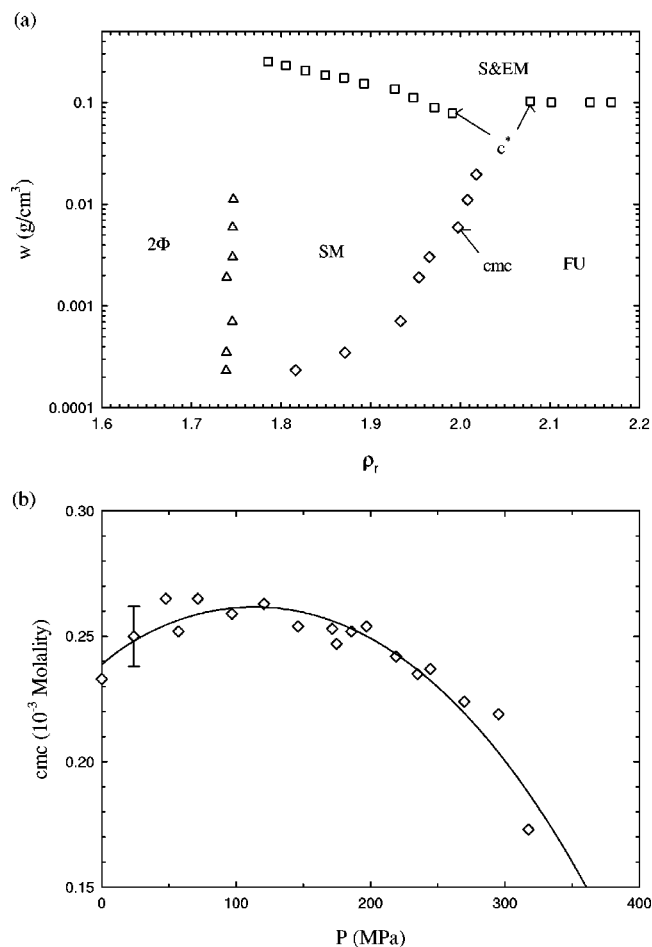 (a)
S&EM
0.1
c*
w (g/cm³)
0.01
2Φ
SM
cmc
FU
0.001
0.0001
1.6 1.7 1.8 1.9 2.0 2.1 2.2
ρr
(b)
0.30
0.25
cmc (10⁻³ Molality)
0.20
0.15
0 100 200 300 400
P (MPa)